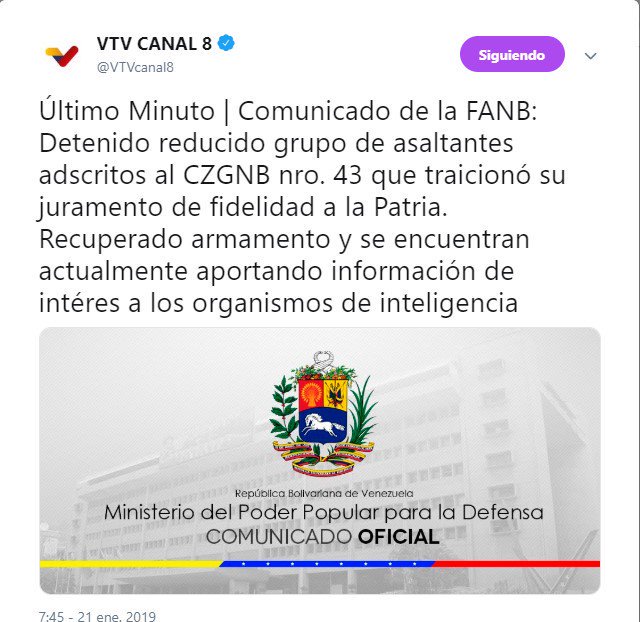 VTV CANAL 8
@VTVcanal8
Siguiendo
Último Minuto | Comunicado de la FANB:
Detenido reducido grupo de asaltantes
adscritos al CZGNB nro. 43 que traicionó su
juramento de fidelidad a la Patria.
Recuperado armamento y se encuentran
actualmente aportando información de
intéres a los organismos de inteligencia
República Bolivariana de Venezuela
Ministerio del Poder Popular para la Defensa
COMUNICADO OFICIAL
7:45 - 21 ene. 2019